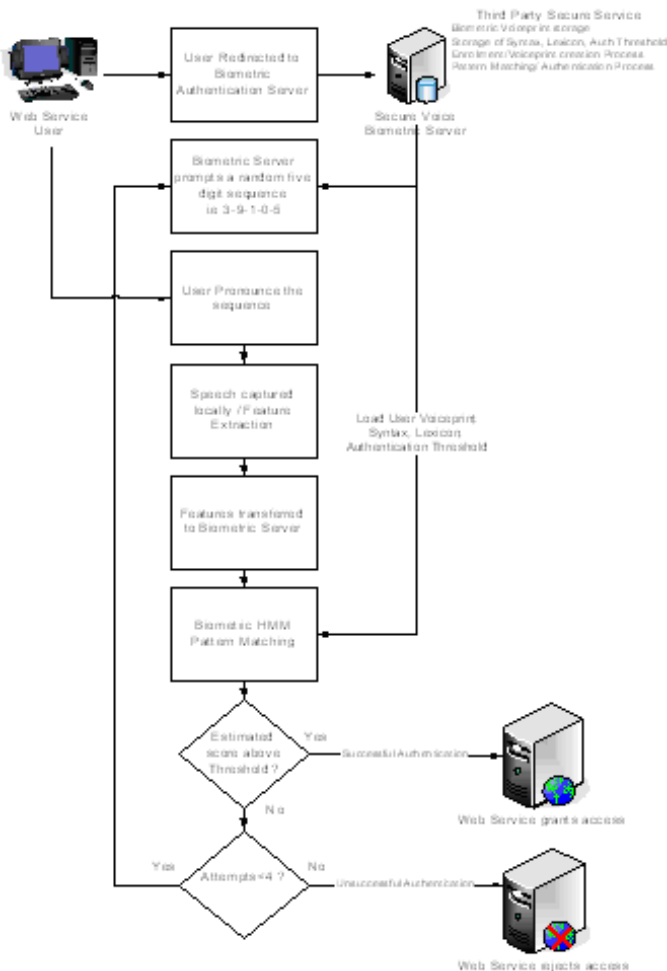 Third Party Secure Service
Biometric Voiceprint storage
Storage of Syntax, Lexicon, Auth Threshold
Enrolment/Voiceprint creation Process
Pattern Matching/ Authentication Process
Web Service
User
User Redirected to
Biometric
Authentication Server
Secure Voice
Biometric Server
Biometric Server
prompts a random five
digit sequence
ie 3-9-1-0-5
User Pronounce the
sequence
Speech captured
locally / Feature
Extraction
Load User Voiceprint
Syntax, Lexicon,
Authentication Threshold
Features transferred
to Biometric Server
Biometric HMM
Pattern Matching
Estimated
score above
Threshold ?
Yes
Successful Authentication
No
Web Service grants access
Attempts<4 ?
Yes
No
Unsuccessful Authentication
Web Service rejects access